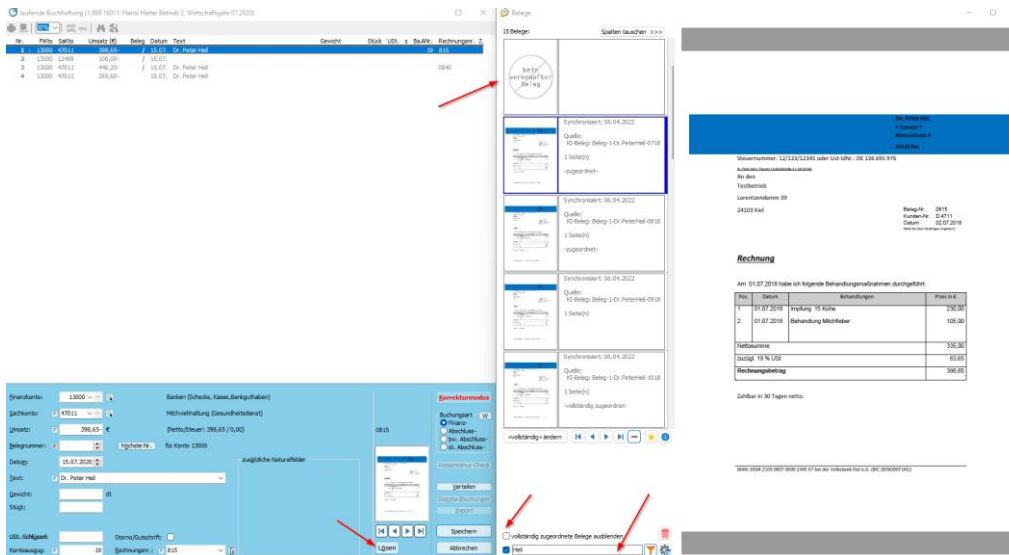 laufende Buchhaltung (1 899 16011- Hansi Hieter Betrieb 2, Wirtschaftsjahr 07.2020)
Nr. FiKto SaKto Umsatz (€) Beleg Datum Text Gewicht Stück USt. s Ba.ANr. Rechnungsnr. Z.
1 13000 47011 398,65- / 15.07. Dr. Peter Heil 19 815
2 13000 12499 100,00- / 15.07.
3 13000 47011 446,25- / 15.07. Dr. Peter Heil 0840
4 13000 47011 285,60- 15.07. Dr. Peter Heil
Finanzkonto: 13000 Banken (Schecks, Kasse,Bankguthaben)
Sachkonto: 47011 Milchviehhaltung (Gesundheitsdienst)
Umsatz: 398,65- € (Netto/Steuer: 398,65 / 0,00)
Belegnummer: höchste Nr. für Konto 13000
Datum: 15.07.2020
zusätzliche Naturalfelder
Text: Dr. Peter Heil
Gewicht: dt
Stück:
USt.-Schlüssel: Storno/Gutschrift:
Kontoauszug: 19 Rechnungsnr.: 815
0815
Lösen
Korrekturmodus
Buchungsart W
Finanz-
Abschluss-
bw. Abschluss-
st. Abschluss-
Kassenminus-Check
Verteilen
Stapelbuchungen
Import
Speichern
Abbrechen
Belege
15 Belege: Spalten tauschen >>>
kein
verknüpfter
Beleg
Synchronisiert: 06.04.2022
Quelle:
KI-Beleg: Beleg-1-Dr.PeterHeil-0718
1 Seite(n)
-zugeordnet-
Synchronisiert: 06.04.2022
Quelle:
KI-Beleg: Beleg-1-Dr.PeterHeil-0818
1 Seite(n)
-zugeordnet-
Synchronisiert: 06.04.2022
Quelle:
KI-Beleg: Beleg-1-Dr.PeterHeil-0918
1 Seite(n)
Synchronisiert: 06.04.2022
Quelle:
KI-Beleg: Beleg-1-Dr.PeterHeil-1018
1 Seite(n)
-vollständig zugeordnet-
>vollständig< ändern
vollständig zugeordnete Belege ausblenden
Heil
Steuernummer: 12/123/12345 oder Ust-IdNr.: DE 136 695 976
An den
Testbetrieb
Lorentzendamm 39
24103 Kiel
Beleg-Nr. 0815
Kunden-Nr. D 4711
Datum 02.07.2018
Rechnung
Am 01.07.2018 habe ich folgende Behandlungsmaßnahmen durchgeführt:
Pos. Datum Behandlungen Preis in €
1 01.07.2018 Impfung 15 Kühe 230,00
2 01.07.2018 Behandlung Milchfieber 105,00
Nettosumme 335,00
zuzügl. 19 % USt 63,65
Rechnungsbetrag 398,65
Zahlbar in 30 Tagen netto.